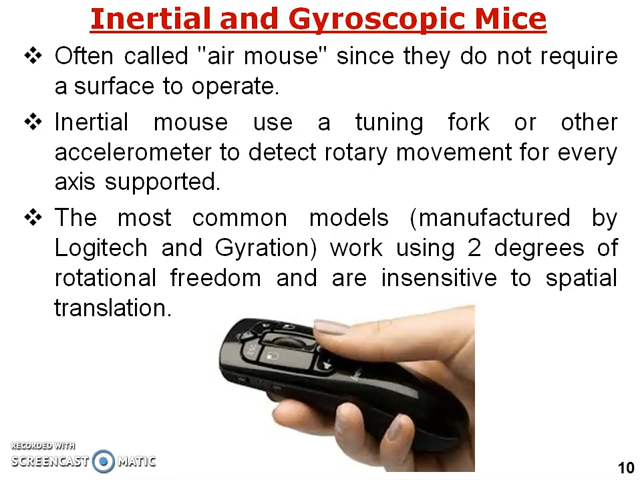 Inertial and Gyroscopic Mice
❖ Often called "air mouse" since they do not require
a surface to operate.
❖ Inertial mouse use a tuning fork or other
accelerometer to detect rotary movement for every
axis supported.
❖ The most common models (manufactured by
Logitech and Gyration) work using 2 degrees of
rotational freedom and are insensitive to spatial
translation.
RECORDED WITH
SCREENCAST MATIC
10